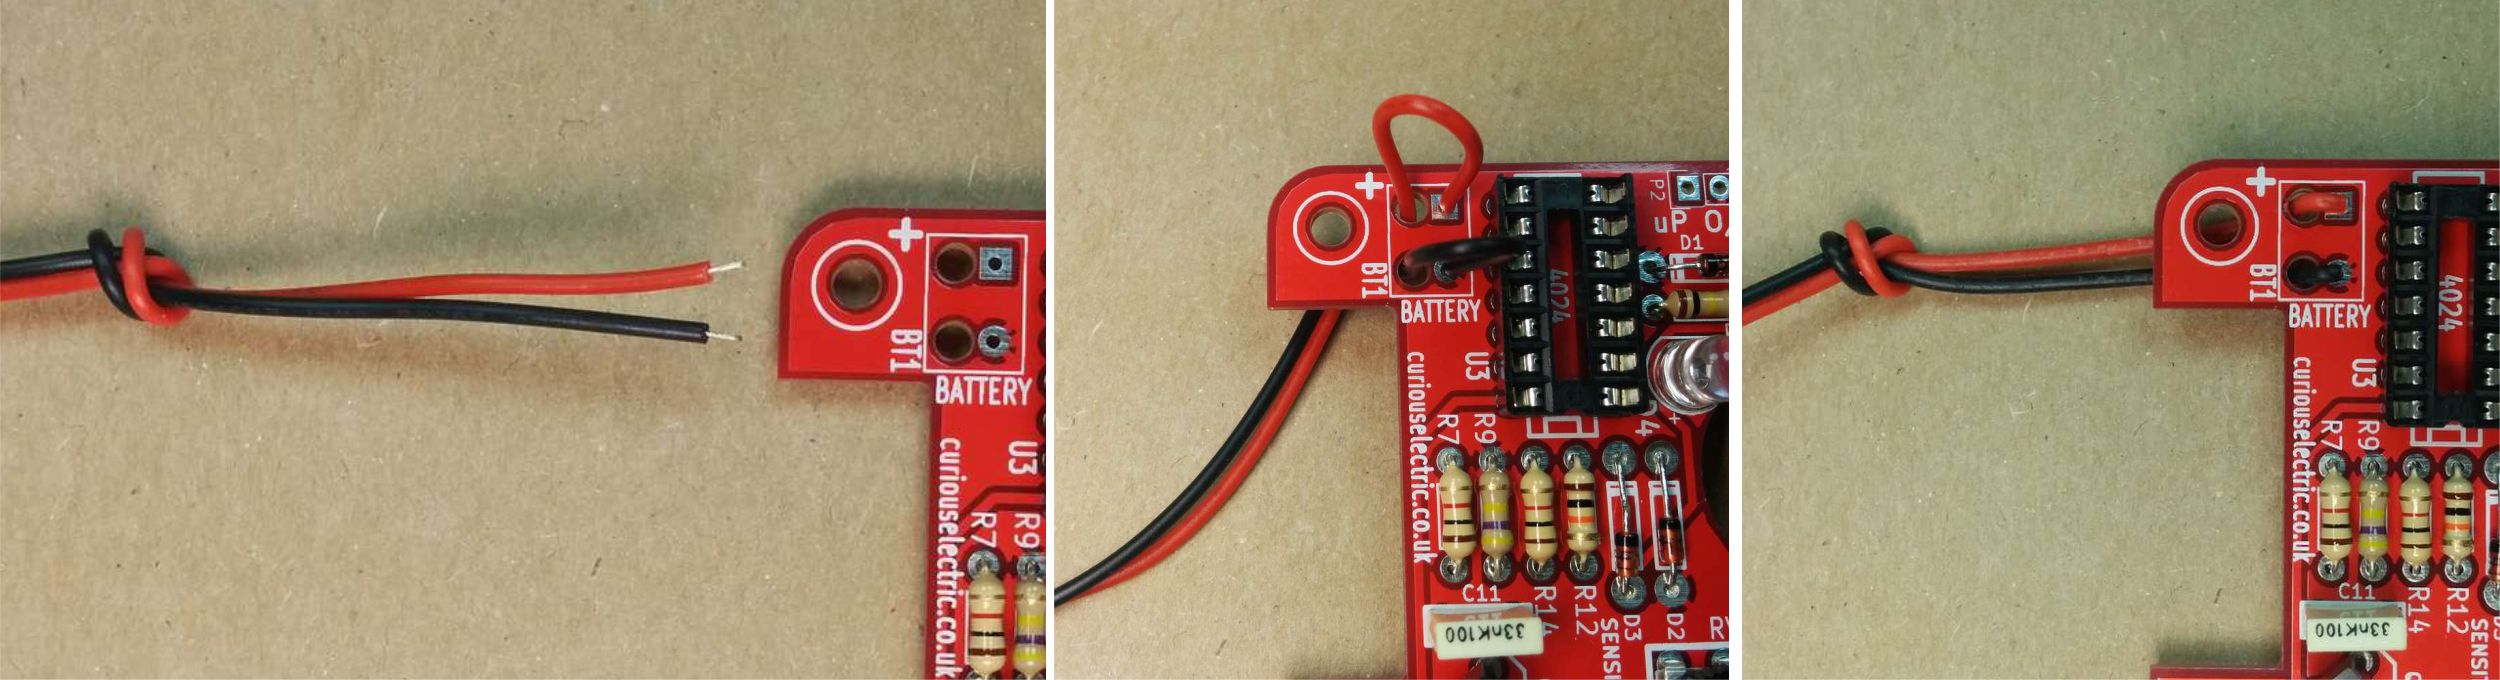 +
BT1
BATTERY
U3
curiouselectric.co.uk
R7
R9
+
BT1
BATTERY
P2
uP
D1
4024
U3
curiouselectric.co.uk
R7
R9
+
C11
R14
R12
D3
D2
33nK100
+
BT1
BATTERY
4024
U3
curiouselectric.co.uk
R7
R9
C11
R14
R12
33nK100